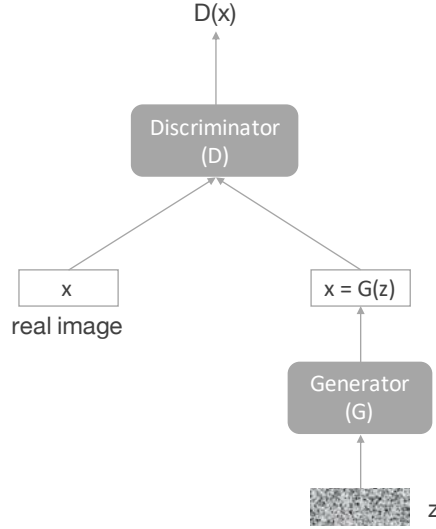 D(x)
Discriminator
(D)
x
x = G(z)
real image
Generator
(G)
z